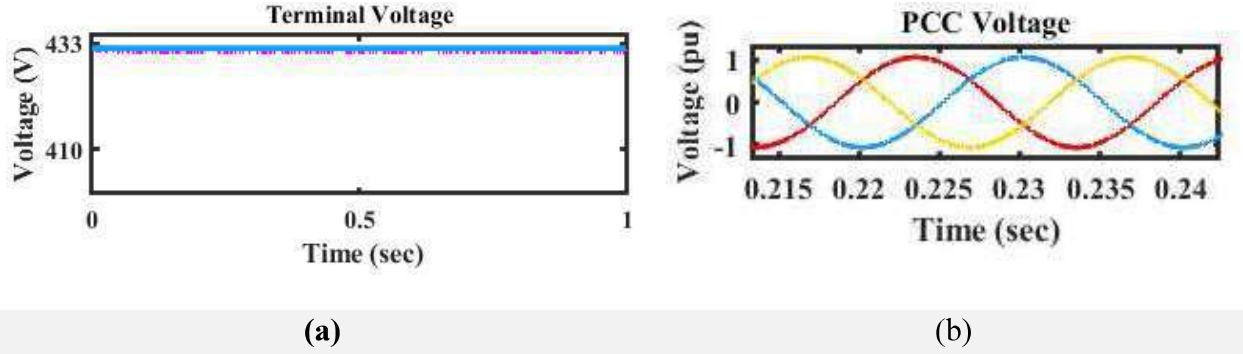 Terminal Voltage
Voltage (V)
433
410
0 0.5 1
Time (sec)
(a)
PCC Voltage
Voltage (pu)
1
0
-1
0.215 0.22 0.225 0.23 0.235 0.24
Time (sec)
(b)